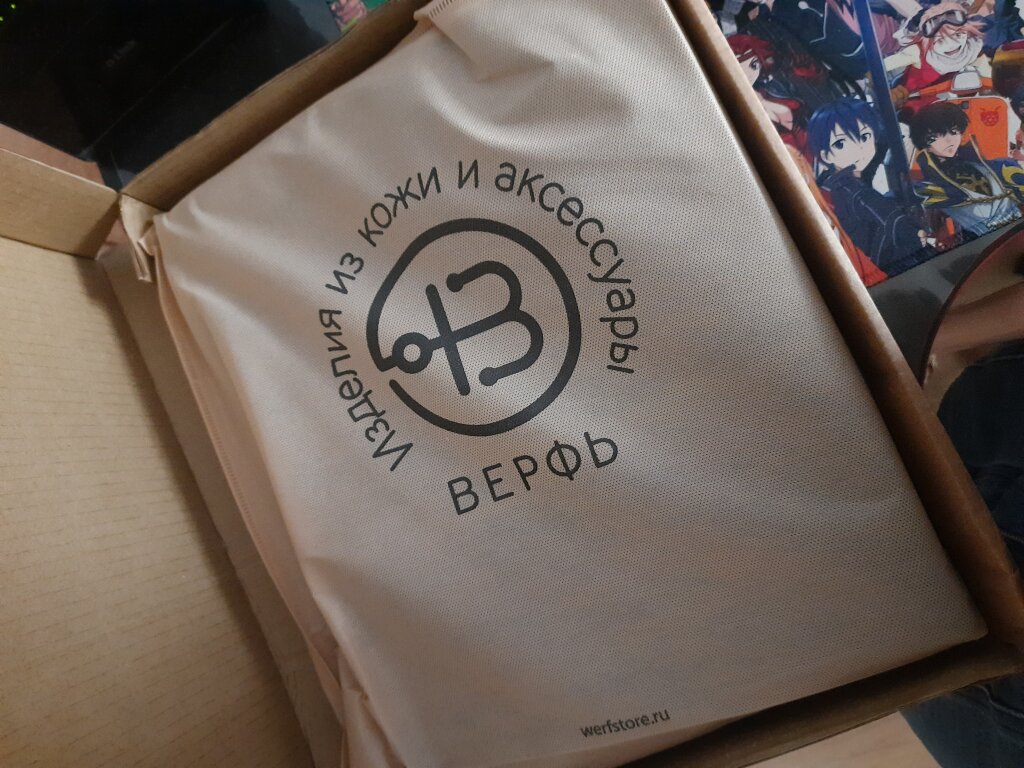 Изделия из кожи и аксессуары
ВЕРФЬ
werfstore.ru